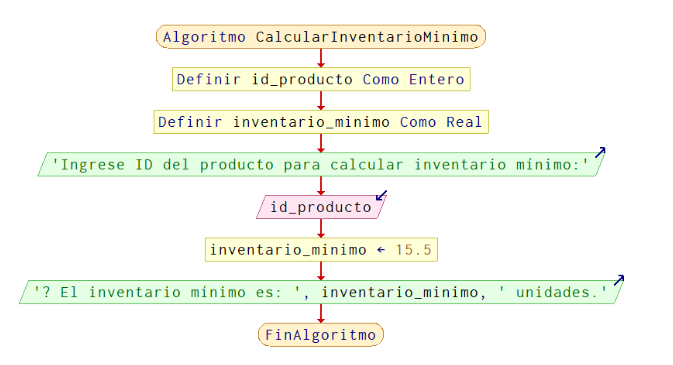 Algoritmo CalcularInventarioMinimo
Definir id_producto Como Entero
Definir inventario_minimo Como Real
'Ingrese ID del producto para calcular inventario mínimo:'
id_producto
inventario_minimo ← 15.5
'? El inventario mínimo es: ', inventario_minimo, ' unidades.'
FinAlgoritmo